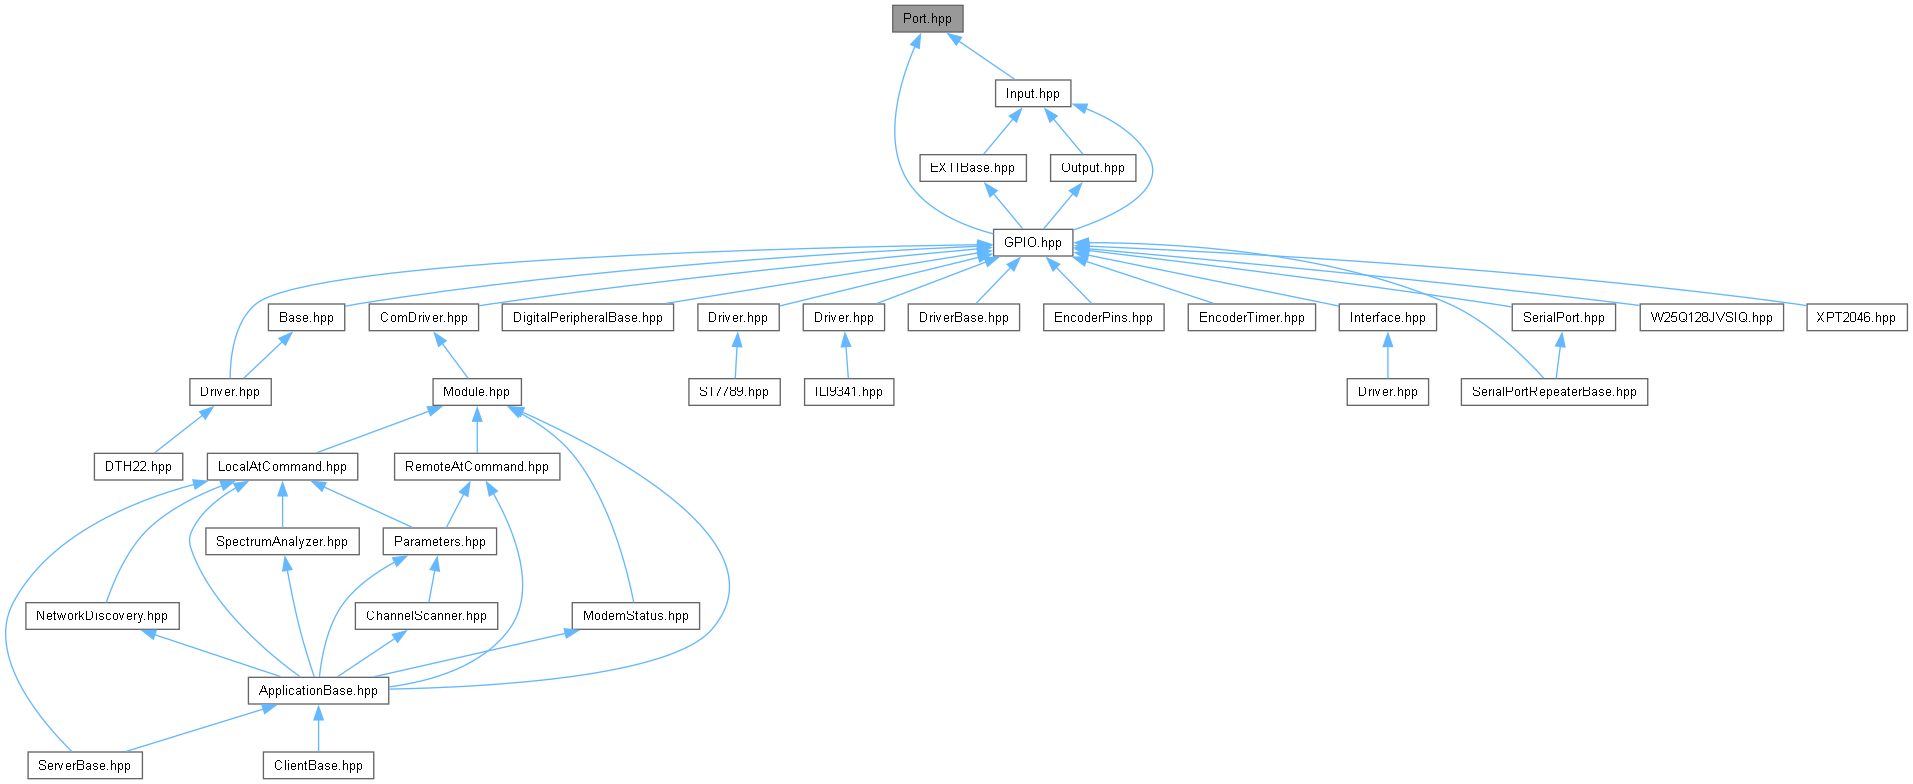 Port.hpp
Input.hpp
EXTIBase.hpp
Output.hpp
GPIO.hpp
Base.hpp
ComDriver.hpp
DigitalPeripheralBase.hpp
Driver.hpp
Driver.hpp
DriverBase.hpp
EncoderPins.hpp
EncoderTimer.hpp
Interface.hpp
SerialPort.hpp
W25Q128JVSIQ.hpp
XPT2046.hpp
Driver.hpp
Module.hpp
ST7789.hpp
ILI9341.hpp
Driver.hpp
SerialPortRepeaterBase.hpp
DTH22.hpp
LocalAtCommand.hpp
RemoteAtCommand.hpp
SpectrumAnalyzer.hpp
Parameters.hpp
NetworkDiscovery.hpp
ChannelScanner.hpp
ModemStatus.hpp
ApplicationBase.hpp
ServerBase.hpp
ClientBase.hpp